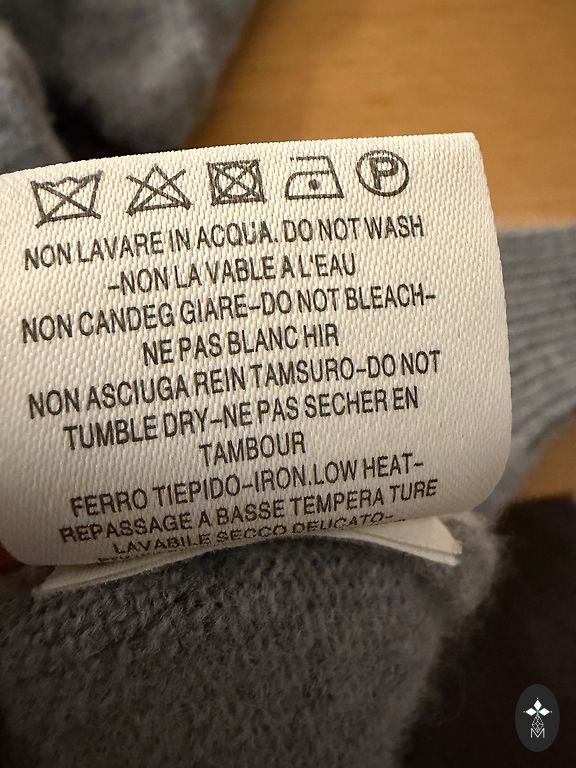 P
NON LAVARE IN ACQUA. DO NOT WASH
-NON LA VABLE A L'EAU
NON CANDEG GIARE-DO NOT BLEACH-
NE PAS BLANC HIR
NON ASCIUGA REIN TAMSURO-DO NOT
TUMBLE DRY-NE PAS SECHER EN
TAMBOUR
FERRO TIEPIDO-IRON.LOW HEAT-
REPASSAGE A BASSE TEMPERA TURE
LAVABILE SECCO DELICATO-
M